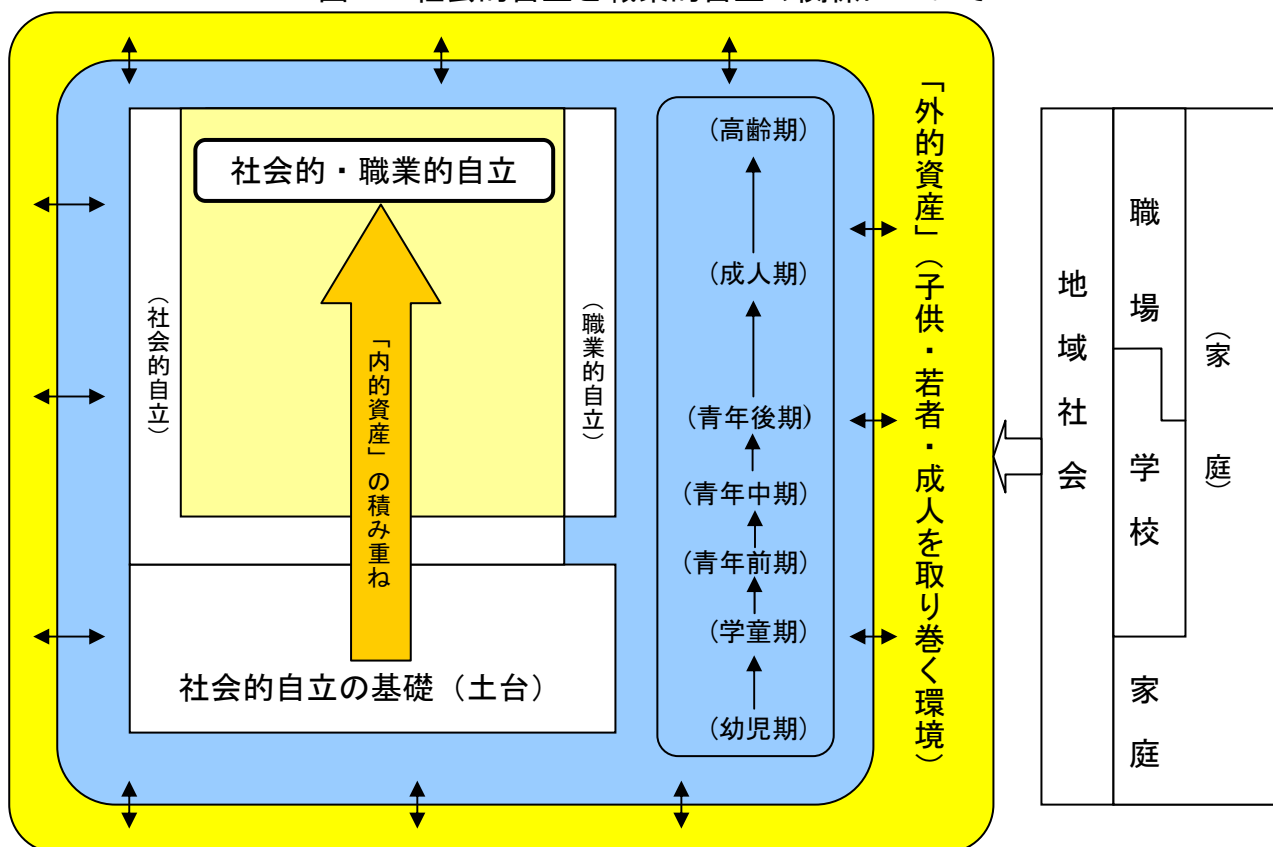 社会的・職業的自立
（社会的自立）
（職業的自立）
「内的資産」の積み重ね
社会的自立の基礎（土台）
（高齢期）
（成人期）
（青年後期）
（青年中期）
（青年前期）
（学童期）
（幼児期）
「外的資産」（子供・若者・成人を取り巻く環境）
地域社会
職場
学校
家庭
（家庭）